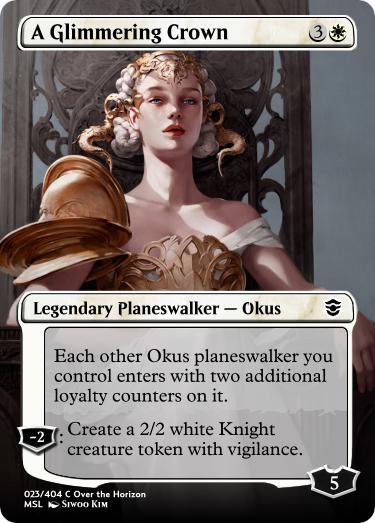 A Glimmering Crown 3
Legendary Planeswalker — Okus
Each other Okus planeswalker you
control enters with two additional
loyalty counters on it.
-2: Create a 2/2 white Knight
creature token with vigilance.
5
023/404 C Over the Horizon
MSL Siwoo Kim